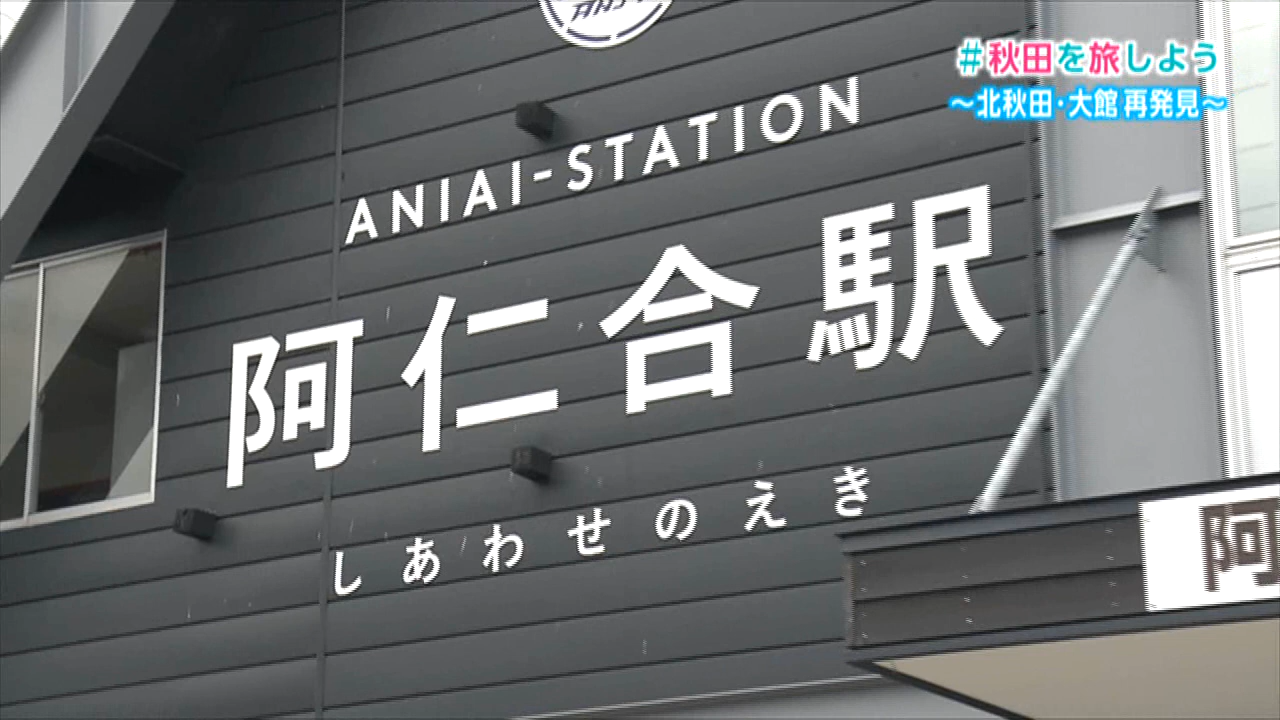 #秋田を旅しよう
～北秋田・大館 再発見～
ANIAI-STATION
阿仁合駅
しあわせのえき
阿